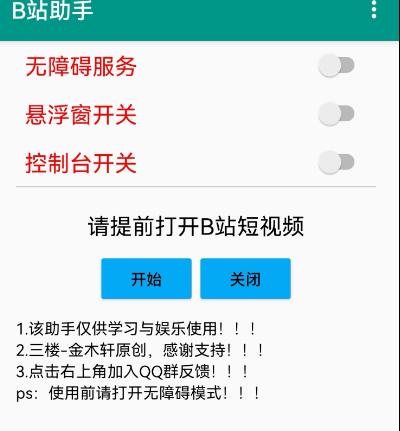 B站助手
无障碍服务
悬浮窗开关
控制台开关
请提前打开B站短视频
开始 关闭
1.该助手仅供学习与娱乐使用！！！
2.三楼-金木轩原创，感谢支持！！！
3.点击右上角加入QQ群反馈！！！
ps：使用前请打开无障碍模式！！！